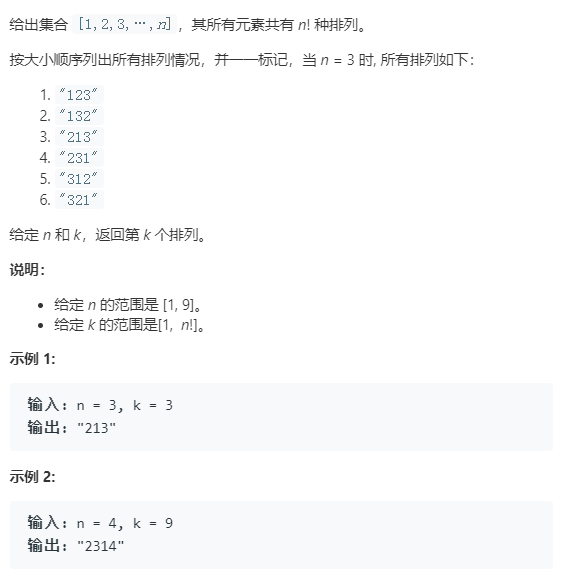 给出集合 [1,2,3,…,n]，其所有元素共有 n! 种排列。
按大小顺序列出所有排列情况，并一一标记，当 n = 3 时, 所有排列如下：
1. "123"
2. "132"
3. "213"
4. "231"
5. "312"
6. "321"
给定 n 和 k，返回第 k 个排列。
说明：
• 给定 n 的范围是 [1, 9]。
• 给定 k 的范围是[1,  n!]。
示例 1:
输入：n = 3, k = 3
输出："213"
示例 2:
输入：n = 4, k = 9
输出："2314"